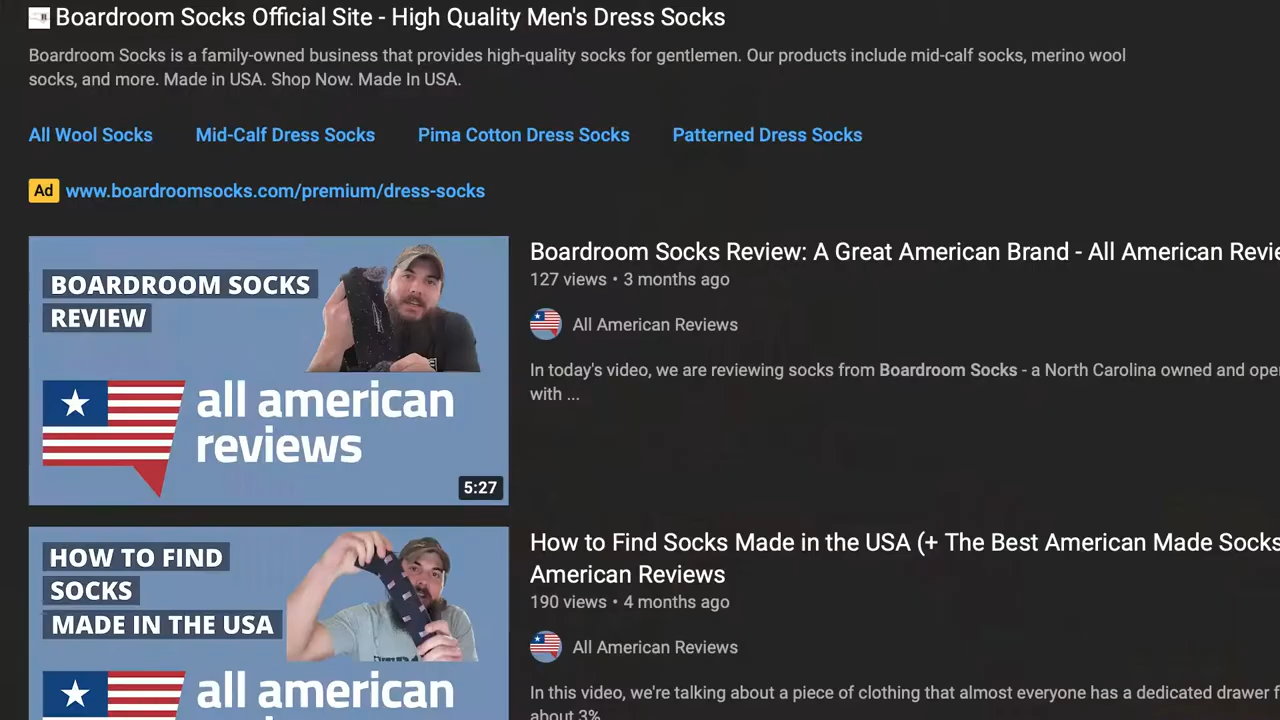 Boardroom Socks Official Site - High Quality Men's Dress Socks
Boardroom Socks is a family-owned business that provides high-quality socks for gentlemen. Our products include mid-calf socks, merino wool
socks, and more. Made in USA. Shop Now. Made In USA.
All Wool Socks Mid-Calf Dress Socks Pima Cotton Dress Socks Patterned Dress Socks
Ad www.boardroomsocks.com/premium/dress-socks
BOARDROOM SOCKS
REVIEW
all american
reviews
5:27
Boardroom Socks Review: A Great American Brand - All American
127 views • 3 months ago
All American Reviews
In today's video, we are reviewing socks from Boardroom Socks - a North Carolina owned and
with ...
HOW TO FIND
SOCKS
MADE IN THE USA
all american
How to Find Socks Made in the USA (+ The Best American Made Socks
American Reviews
190 views • 4 months ago
All American Reviews
In this video, we're talking about a piece of clothing that almost everyone has a dedicated drawer
about 3%